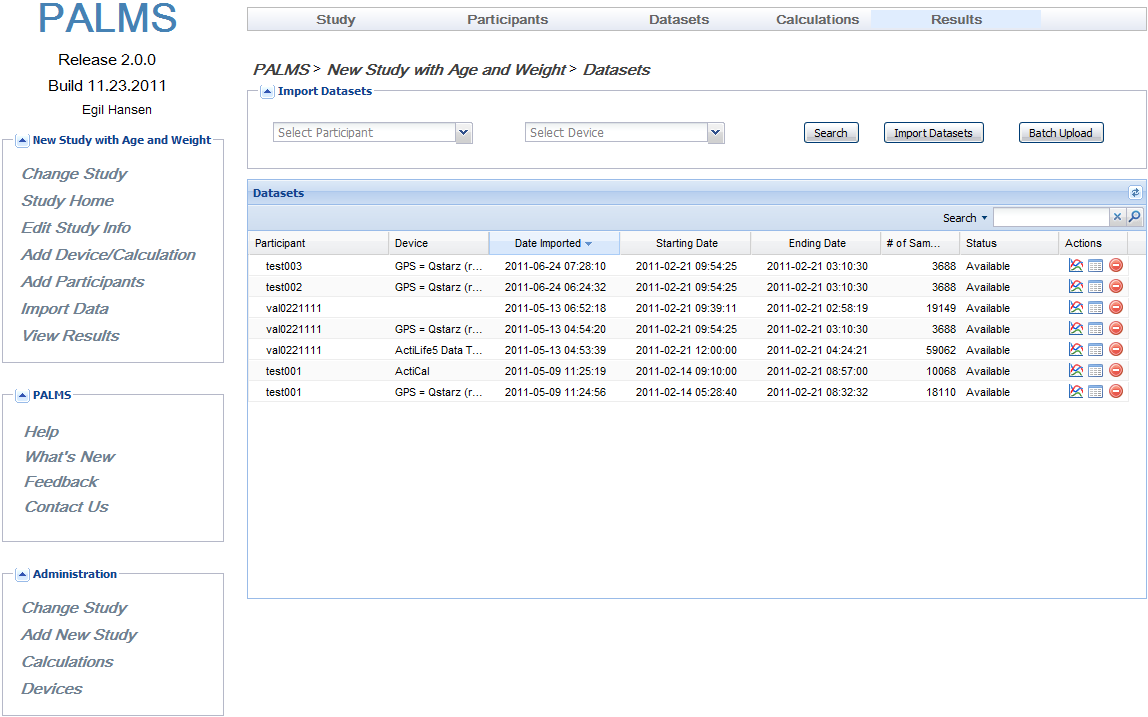 PALMS
Release 2.0.0
Build 11.23.2011
Egil Hansen
New Study with Age and Weight
Change Study
Study Home
Edit Study Info
Add Device/Calculation
Add Participants
Import Data
View Results
PALMS
Help
What's New
Feedback
Contact Us
Administration
Change Study
Add New Study
Calculations
Devices
Study Participants Datasets Calculations Results
PALMS > New Study with Age and Weight > Datasets
Import Datasets
Select Participant Select Device Search Import Datasets Batch Upload
Datasets
Search
Participant Device Date Imported Starting Date Ending Date # of Sam... Status Actions
test003 GPS = Qstarz (r... 2011-06-24 07:28:10 2011-02-21 09:54:25 2011-02-21 03:10:30 3688 Available
test002 GPS = Qstarz (r... 2011-06-24 06:24:32 2011-02-21 09:54:25 2011-02-21 03:10:30 3688 Available
val0221111 2011-05-13 06:52:18 2011-02-21 09:39:11 2011-02-21 02:58:19 19149 Available
val0221111 GPS = Qstarz (r... 2011-05-13 04:54:20 2011-02-21 09:54:25 2011-02-21 03:10:30 3688 Available
val0221111 ActiLife5 Data T... 2011-05-13 04:53:39 2011-02-21 12:00:00 2011-02-21 04:24:21 59062 Available
test001 ActiCal 2011-05-09 11:25:19 2011-02-14 09:10:00 2011-02-21 08:57:00 10068 Available
test001 GPS = Qstarz (r... 2011-05-09 11:24:56 2011-02-14 05:28:40 2011-02-21 08:32:32 18110 Available